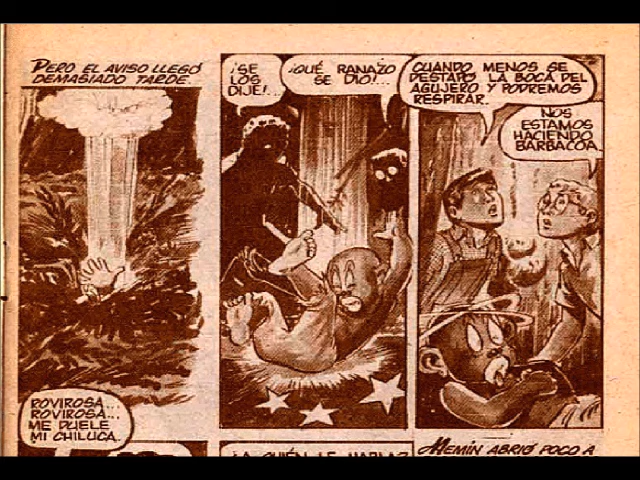 PERO EL AVISO LLEGÓ
DEMASIADO TARDE.
ROVIROSA...
ROVIROSA...
ME DUELE
MI CHILUCA.
¡SE
LOS
DIJE!...
¡QUÉ RANAZO
SE DIO!...
CUANDO MENOS SE
DESTAPÓ LA BOCA DEL
AGUJERO Y PODREMOS
RESPIRAR.
NOS
ESTAMOS
HACIENDO
BARBACOA.
MEMÍN ABRIÓ POCO A